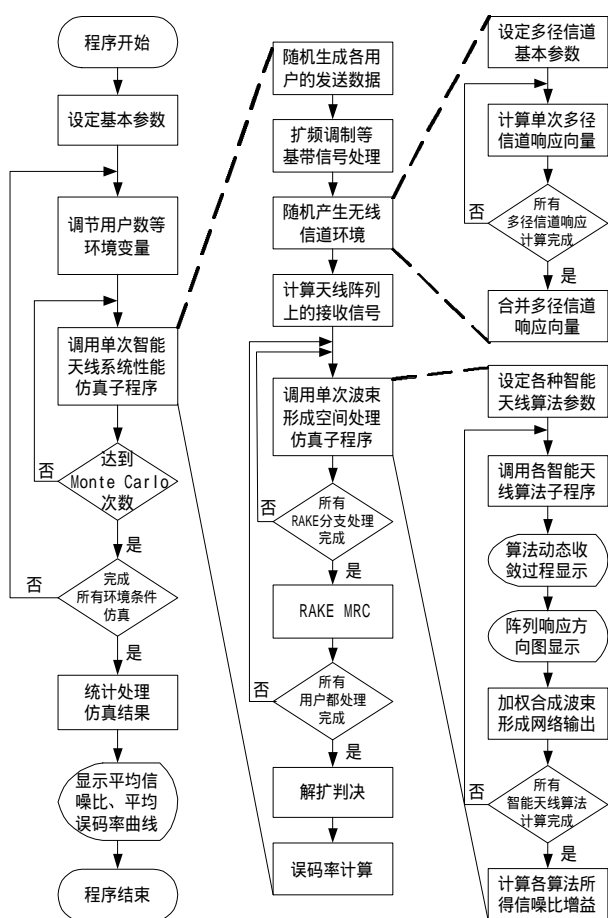 程序开始
设定基本参数
调节用户数等
环境变量
调用单次智能
天线系统性能
仿真子程序
否
达到
Monte Carlo
次数
是
否
完成
所有环境条件
仿真
是
统计处理
仿真结果
显示平均信
噪比、平均
误码率曲线
程序结束
随机生成各用
户的发送数据
扩频调制等
基带信号处理
随机产生无线
信道环境
计算天线阵列
上的接收信号
调用单次波束
形成空间处理
仿真子程序
否
所有
RAKE分支处理
完成
是
RAKE MRC
否
所有
用户都处理
完成
是
解扩判决
误码率计算
设定多径信道
基本参数
计算单次多径
信道响应向量
否
所有
多径信道响应
计算完成
是
合并多径信道
响应向量
设定各种智能
天线算法参数
调用各智能天
线算法子程序
算法动态收
敛过程显示
阵列响应方
向图显示
加权合成波束
形成网络输出
否
所有
智能天线算法
计算完成
是
计算各算法所
得信噪比增益